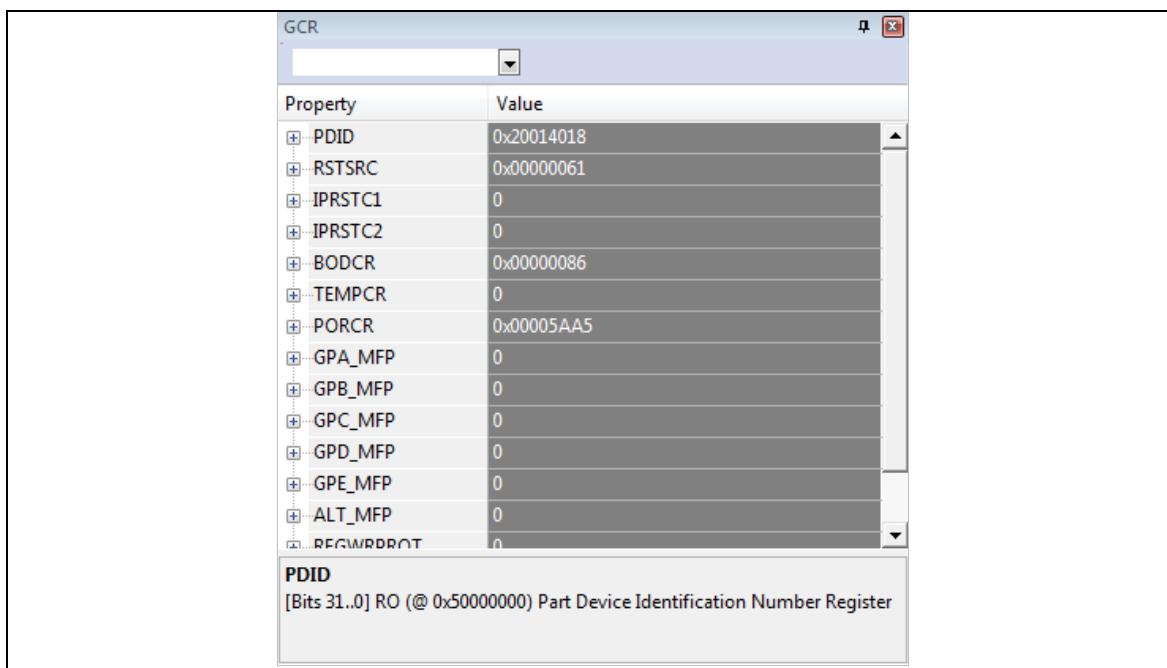 GCR
Property Value
PDID 0x20014018
RSTSRC 0x00000061
IPRSTC1 0
IPRSTC2 0
BODCR 0x00000086
TEMPCR 0
PORCR 0x00005AA5
GPA_MFP 0
GPB_MFP 0
GPC_MFP 0
GPD_MFP 0
GPE_MFP 0
ALT_MFP 0
REGWRPROT 0
PDID
[Bits 31..0] RO (@ 0x50000000) Part Device Identification Number Register